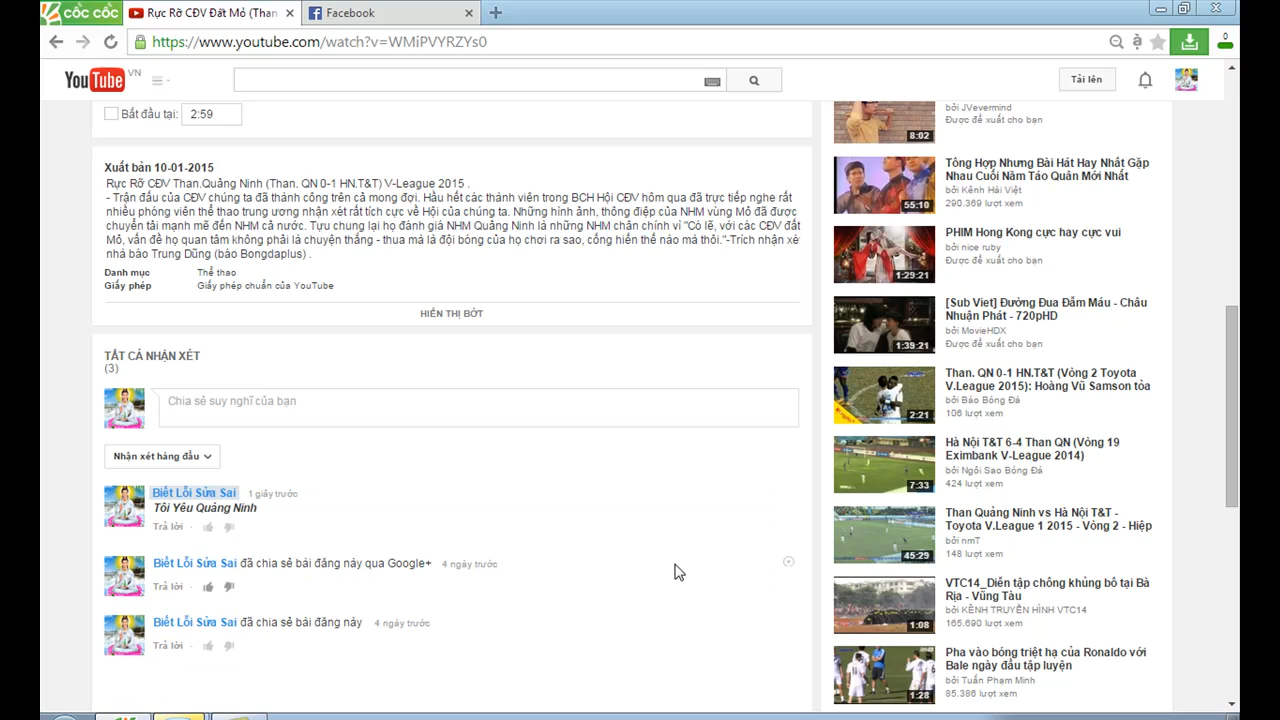 cốc cốc
Rực Rỡ CĐV Đất Mỏ (Than
Facebook
https://www.youtube.com/watch?v=WMiPVYRZYs0
0
YouTube VN
Tải lên
Bắt đầu tại: 2:59
Xuất bản 10-01-2015
Rực Rỡ CĐV Than.Quảng Ninh (Than. QN 0-1 HN.T&T) V-League 2015 .
- Trận đấu của CĐV chúng ta đã thành công trên cả mong đợi. Hầu hết các thành viên trong BCH Hội CĐV hôm qua đã trực tiếp nghe rất
nhiều phóng viên thể thao trung ương nhận xét rất tích cực về Hội của chúng ta. Những hình ảnh, thông điệp của NHM vùng Mỏ đã được
chuyển tải mạnh mẽ đến NHM cả nước. Tựu chung lại họ đánh giá NHM Quảng Ninh là những NHM chân chính vì "Có lẽ, với các CĐV đất
Mỏ, vấn đề họ quan tâm không phải là chuyện thắng - thua mà là đội bóng của họ chơi ra sao, cống hiến thế nào mà thôi."-Trích nhận xét
nhà báo Trung Dũng (báo Bongdaplus) .
Danh mục Thể thao
Giấy phép Giấy phép chuẩn của YouTube
HIỂN THỊ BỚT
TẤT CẢ NHẬN XÉT
(3)
Chia sẻ suy nghĩ của bạn
Nhận xét hàng đầu
Biết Lỗi Sửa Sai 1 giây trước
Tôi Yêu Quảng Ninh
Trả lời
Biết Lỗi Sửa Sai đã chia sẻ bài đăng này qua Google+ 4 ngày trước
Trả lời
Biết Lỗi Sửa Sai đã chia sẻ bài đăng này 4 ngày trước
Trả lời
bởi JVevermind
Được đề xuất cho bạn
8:02
Tổng Hợp Nhưng Bài Hát Hay Nhất Gặp
Nhau Cuối Năm Táo Quân Mới Nhất
bởi Kênh Hài Việt
290.369 lượt xem
55:10
PHIM Hong Kong cực hay cực vui
bởi nice ruby
Được đề xuất cho bạn
1:29:21
[Sub Viet] Đường Đua Đẫm Máu - Châu
Nhuận Phát - 720pHD
bởi MovieHDX
Được đề xuất cho bạn
1:39:21
Than. QN 0-1 HN.T&T (Vòng 2 Toyota
V.League 2015): Hoàng Vũ Samson tỏa
bởi Báo Bóng Đá
106 lượt xem
2:21
Hà Nội T&T 6-4 Than QN (Vòng 19
Eximbank V-League 2014)
bởi Ngôi Sao Bóng Đá
424 lượt xem
7:33
Than Quảng Ninh vs Hà Nội T&T -
Toyota V.League 1 2015 - Vòng 2 - Hiệp
bởi nmT
148 lượt xem
45:29
VTC14_Diễn tập chống khủng bố tại Bà
Rịa - Vũng Tàu
bởi KÊNH TRUYỀN HÌNH VTC14
165.690 lượt xem
1:08
Pha vào bóng triệt hạ của Ronaldo với
Bale ngày đầu tập luyện
bởi Tuấn Phạm Minh
85.386 lượt xem
1:28